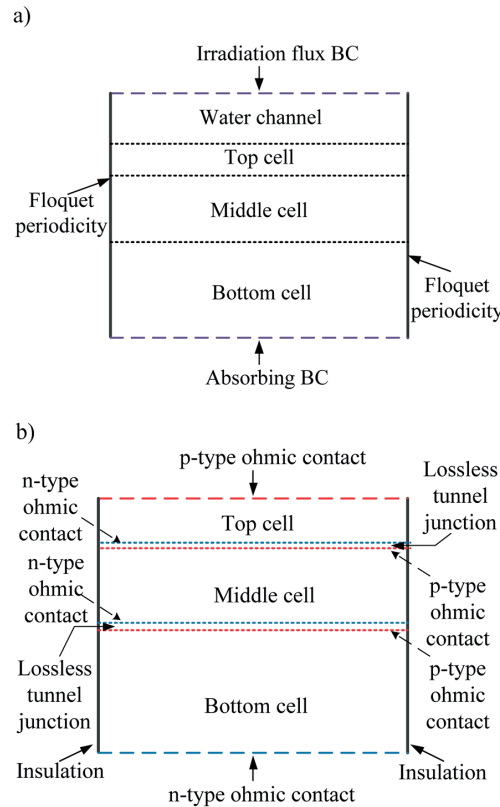 a)
Irradiation flux BC
Water channel
Top cell
Floquet
periodicity
Middle cell
Floquet
periodicity
Bottom cell
Absorbing BC
b)
p-type ohmic contact
n-type
ohmic
contact
Lossless
tunnel
junction
Top cell
n-type
ohmic
contact
Middle cell
p-type
ohmic
contact
Lossless
tunnel
junction
p-type
ohmic
contact
Bottom cell
Insulation
Insulation
n-type ohmic contact